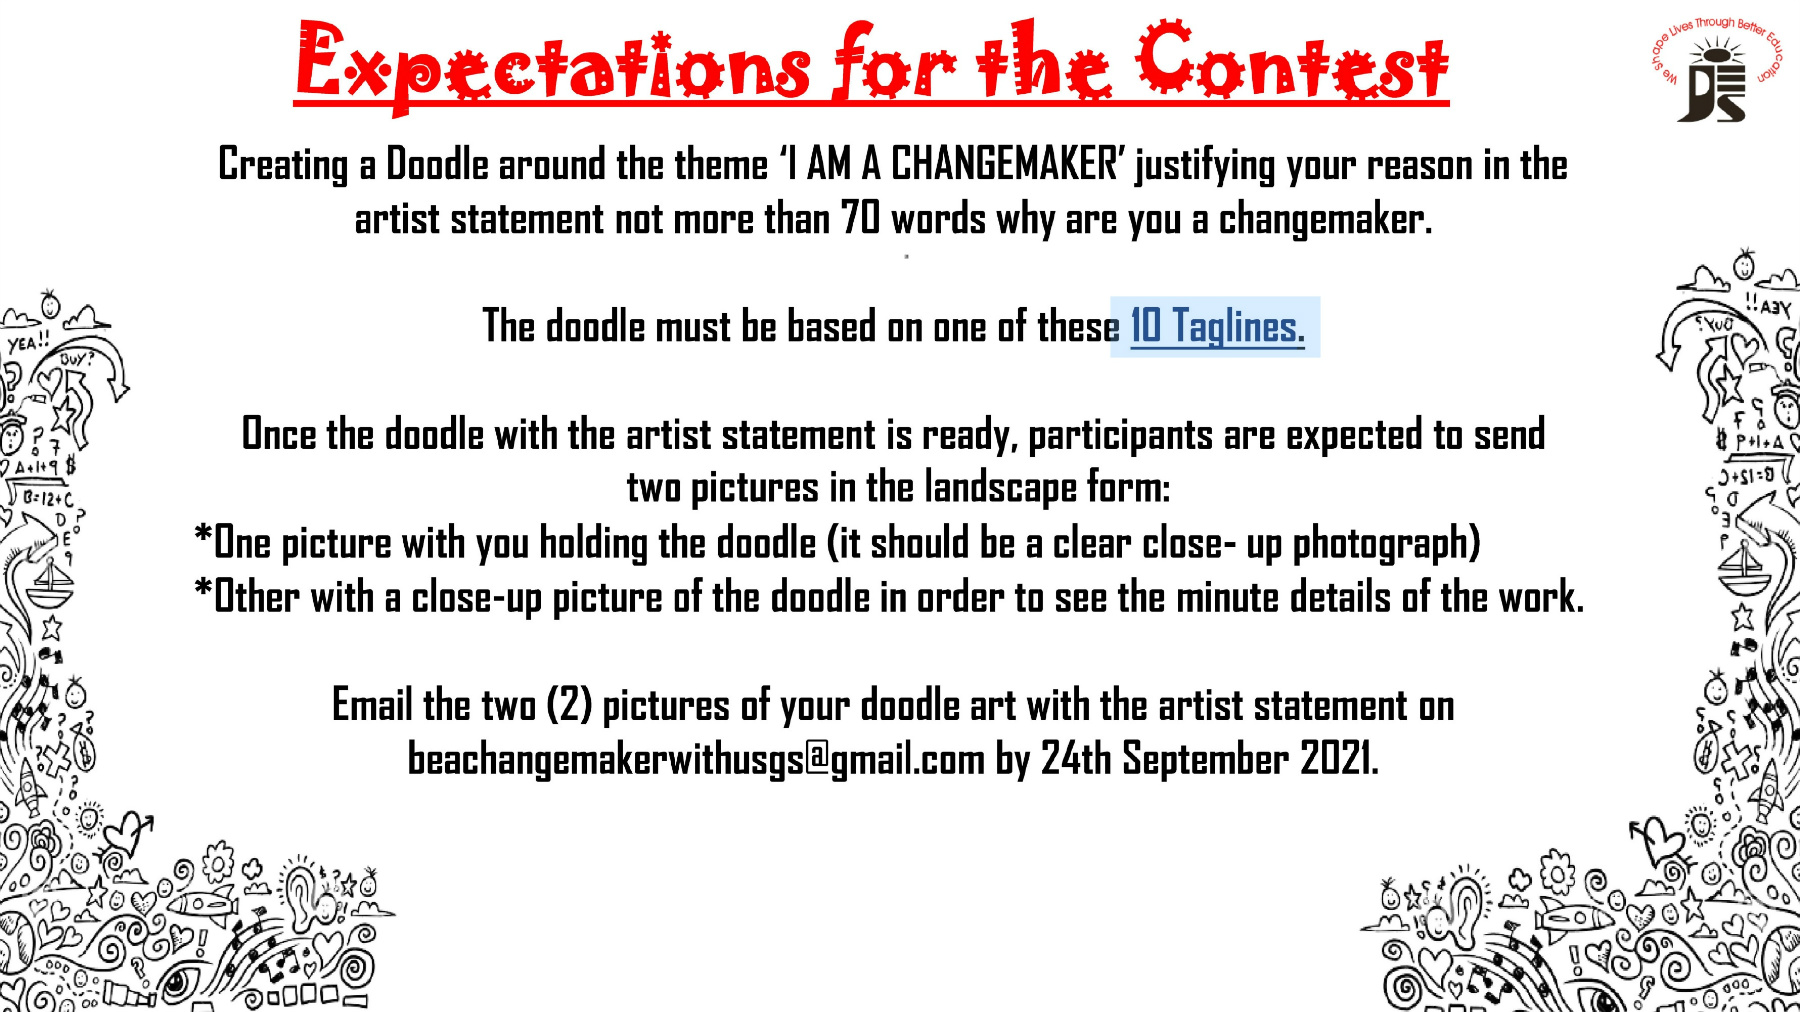 Expectations for the Contest
We Shape Lives Through Better Education
DES
Creating a Doodle around the theme ‘I AM A CHANGEMAKER’ justifying your reason in the
artist statement not more than 70 words why are you a changemaker.
The doodle must be based on one of these 10 Taglines.
Once the doodle with the artist statement is ready, participants are expected to send
two pictures in the landscape form:
*One picture with you holding the doodle (it should be a clear close- up photograph)
*Other with a close-up picture of the doodle in order to see the minute details of the work.
Email the two (2) pictures of your doodle art with the artist statement on
beachangemakerwithusgs@gmail.com by 24th September 2021.
YEA!!
BUY?
A+1+9 $
B=12+C